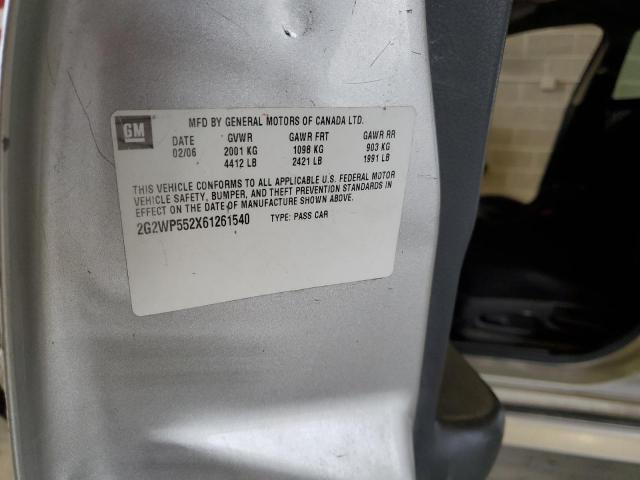 GM
MFD BY GENERAL MOTORS OF CANADA LTD.
DATE GVWR GAWR FRT GAWR RR
02/06 2001 KG 1098 KG 903 KG
4412 LB 2421 LB 1991 LB
THIS VEHICLE CONFORMS TO ALL APPLICABLE U.S. FEDERAL MOTOR
VEHICLE SAFETY, BUMPER, AND THEFT PREVENTION STANDARDS IN
EFFECT ON THE DATE OF MANUFACTURE SHOWN ABOVE.
2G2WP552X61261540 TYPE: PASS CAR